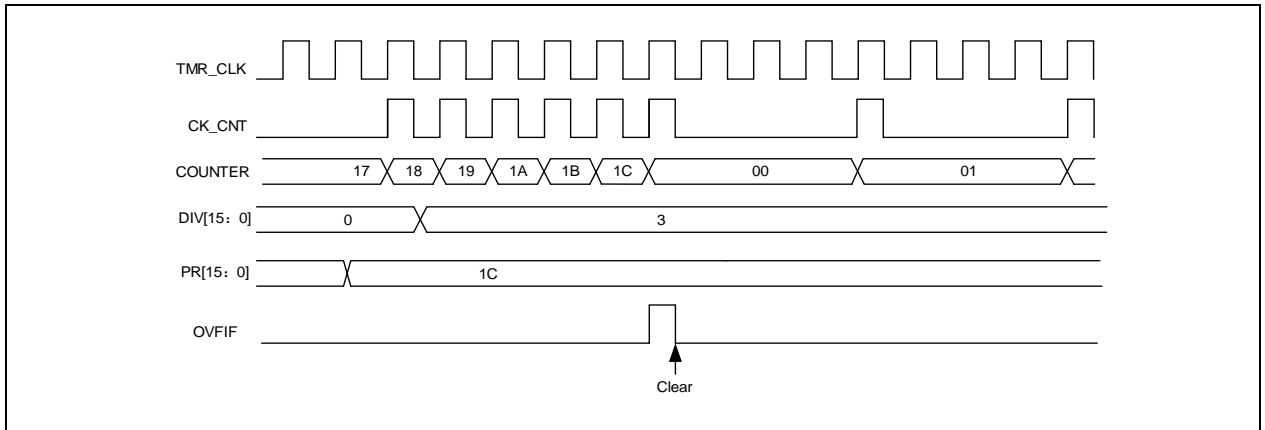 TMR_CLK
CK_CNT
COUNTER 17 18 19 1A 1B 1C 00 01
DIV[15：0] 0 3
PR[15：0] 1C
OVFIF
Clear